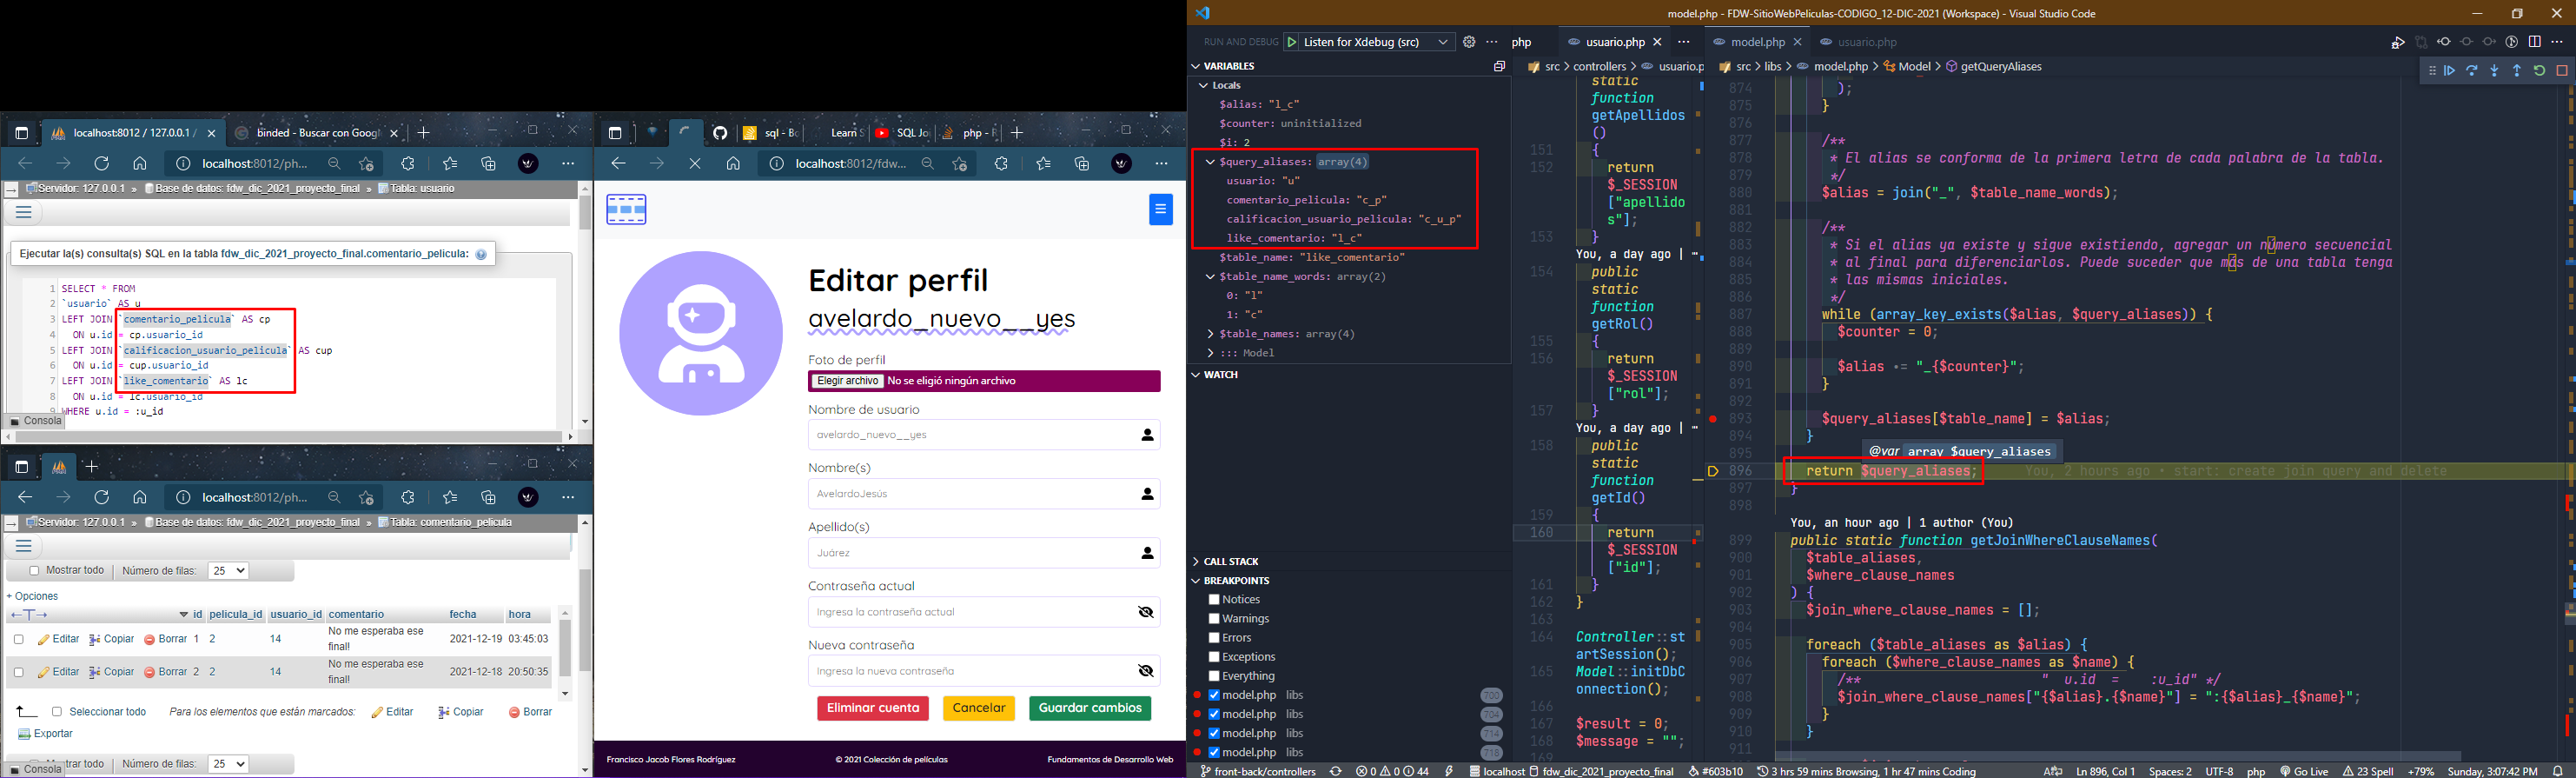 localhost:8012 / 127.0.0.1 /
binded - Buscar con Googl
localhost:8012/ph...
Servidor: 127.0.0.1 » Base de datos: fdw_dic_2021_proyecto_final » Tabla: usuario
Ejecutar la(s) consulta(s) SQL en la tabla fdw_dic_2021_proyecto_final.comentario_pelicula:
1 SELECT * FROM
2 `usuario` AS u
3 LEFT JOIN `comentario_pelicula` AS cp
4 ON u.id = cp.usuario_id
5 LEFT JOIN `calificacion_usuario_pelicula` AS cup
6 ON u.id = cup.usuario_id
7 LEFT JOIN `like_comentario` AS lc
8 ON u.id = lc.usuario_id
9 WHERE u.id = :u_id
Consola
localhost:8012/ph...
Servidor: 127.0.0.1 » Base de datos: fdw_dic_2021_proyecto_final » Tabla: comentario_pelicula
Mostrar todo Número de filas: 25
+ Opciones
id pelicula_id usuario_id comentario fecha hora
Editar Copiar Borrar 1 2 14 No me esperaba ese final! 2021-12-19 03:45:03
Editar Copiar Borrar 2 2 14 No me esperaba ese final! 2021-12-18 20:50:35
Seleccionar todo Para los elementos que están marcados: Editar Copiar Borrar
Exportar
Mostrar todo Número de filas: 25
Consola
sql - Bo
Learn S
SQL Jo
php - R
localhost:8012/fdw...
Editar perfil
avelardo_nuevo__yes
Foto de perfil
Elegir archivo No se eligió ningún archivo
Nombre de usuario
avelardo_nuevo__yes
Nombre(s)
AvelardoJesús
Apellido(s)
Juárez
Contraseña actual
Ingresa la contraseña actual
Nueva contraseña
Ingresa la nueva contraseña
Eliminar cuenta Cancelar Guardar cambios
Francisco Jacob Flores Rodríguez © 2021 Colección de películas Fundamentos de Desarrollo Web
model.php - FDW-SitioWebPeliculas-CODIGO_12-DIC-2021 (Workspace) - Visual Studio Code
RUN AND DEBUG Listen for Xdebug (src)
VARIABLES
Locals
$alias: "l_c"
$counter: uninitialized
$i: 2
$query_aliases: array(4)
usuario: "u"
comentario_pelicula: "c_p"
calificacion_usuario_pelicula: "c_u_p"
like_comentario: "l_c"
$table_name: "like_comentario"
$table_name_words: array(2)
0: "l"
1: "c"
$table_names: array(4)
::: Model
WATCH
CALL STACK
BREAKPOINTS
Notices
Warnings
Errors
Exceptions
Everything
model.php libs 700
model.php libs 704
model.php libs 714
model.php libs 718
php usuario.php
src > controllers > usuario.p
static
function
getApellidos
()
151 {
152 return
$_SESSION
["apellido
s"];
153 }
You, a day ago | 
154 public
static
function
getRol()
155 {
156 return
$_SESSION
["rol"];
157 }
You, a day ago | 
158 public
static
function
getId()
159 {
160 return
$_SESSION
["id"];
161 }
162 }
163
164 Controller::st
artSession();
165 Model::initDbC
onnection();
166
167 $result = 0;
168 $message = "";
model.php usuario.php
src > libs > model.php > Model > getQueryAliases
874 );
875 }
876
877 /**
878 * El alias se conforma de la primera letra de cada palabra de la tabla.
879 */
880 $alias = join("_", $table_name_words);
881
882 /**
883 * Si el alias ya existe y sigue existiendo, agregar un número secuencial
884 * al final para diferenciarlos. Puede suceder que más de una tabla tenga
885 * las mismas iniciales.
886 */
887 while (array_key_exists($alias, $query_aliases)) {
888 $counter = 0;
889
890 $alias .= "_{$counter}";
891 }
892
893 $query_aliases[$table_name] = $alias;
894 }
895 @var array $query_aliases
896 return $query_aliases; You, 2 hours ago • start: create join query and delete
897 }
898
You, an hour ago | 1 author (You)
899 public static function getJoinWhereClauseNames(
900 $table_aliases,
901 $where_clause_names
902 ) {
903 $join_where_clause_names = [];
904
905 foreach ($table_aliases as $alias) {
906 foreach ($where_clause_names as $name) {
907 /** " u.id = :u_id" */
908 $join_where_clause_names["{$alias}.{$name}"] = ":{$alias}_{$name}";
909 }
910 }
911
front-back/controllers 0 0 44 localhost fdw_dic_2021_proyecto_final #603b10 3 hrs 59 mins Browsing, 1 hr 47 mins Coding Ln 896, Col 1 Spaces: 2 UTF-8 php Go Live 23 Spell +79% Sunday, 3:07:42 PM